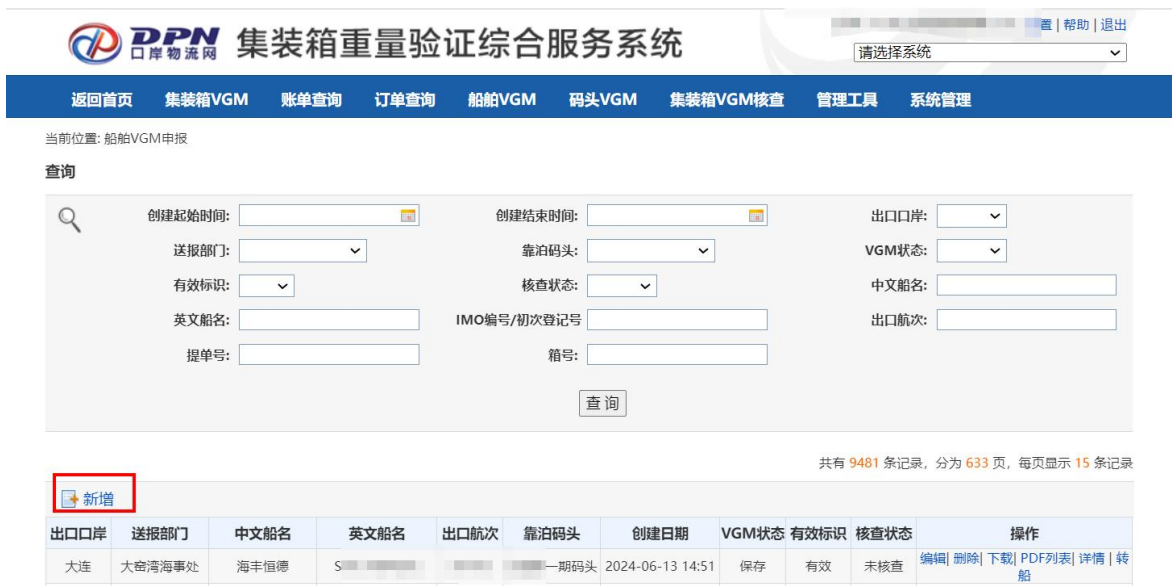 置 | 帮助 | 退出
DPN 口岸物流网 集装箱重量验证综合服务系统
请选择系统
返回首页 集装箱VGM 账单查询 订单查询 船舶VGM 码头VGM 集装箱VGM核查 管理工具 系统管理
当前位置: 船舶VGM申报
查询
创建起始时间: 创建结束时间: 出口口岸:
送报部门: 靠泊码头: VGM状态:
有效标识: 核查状态: 中文船名:
英文船名: IMO编号/初次登记号 出口航次:
提单号: 箱号:
查 询
共有 9481 条记录，分为 633 页，每页显示 15 条记录
新增
出口口岸 送报部门 中文船名 英文船名 出口航次 靠泊码头 创建日期 VGM状态 有效标识 核查状态 操作
大连 大窑湾海事处 海丰恒德 S 一期码头 2024-06-13 14:51 保存 有效 未核查 编辑| 删除| 下载| PDF列表| 详情 | 转
船